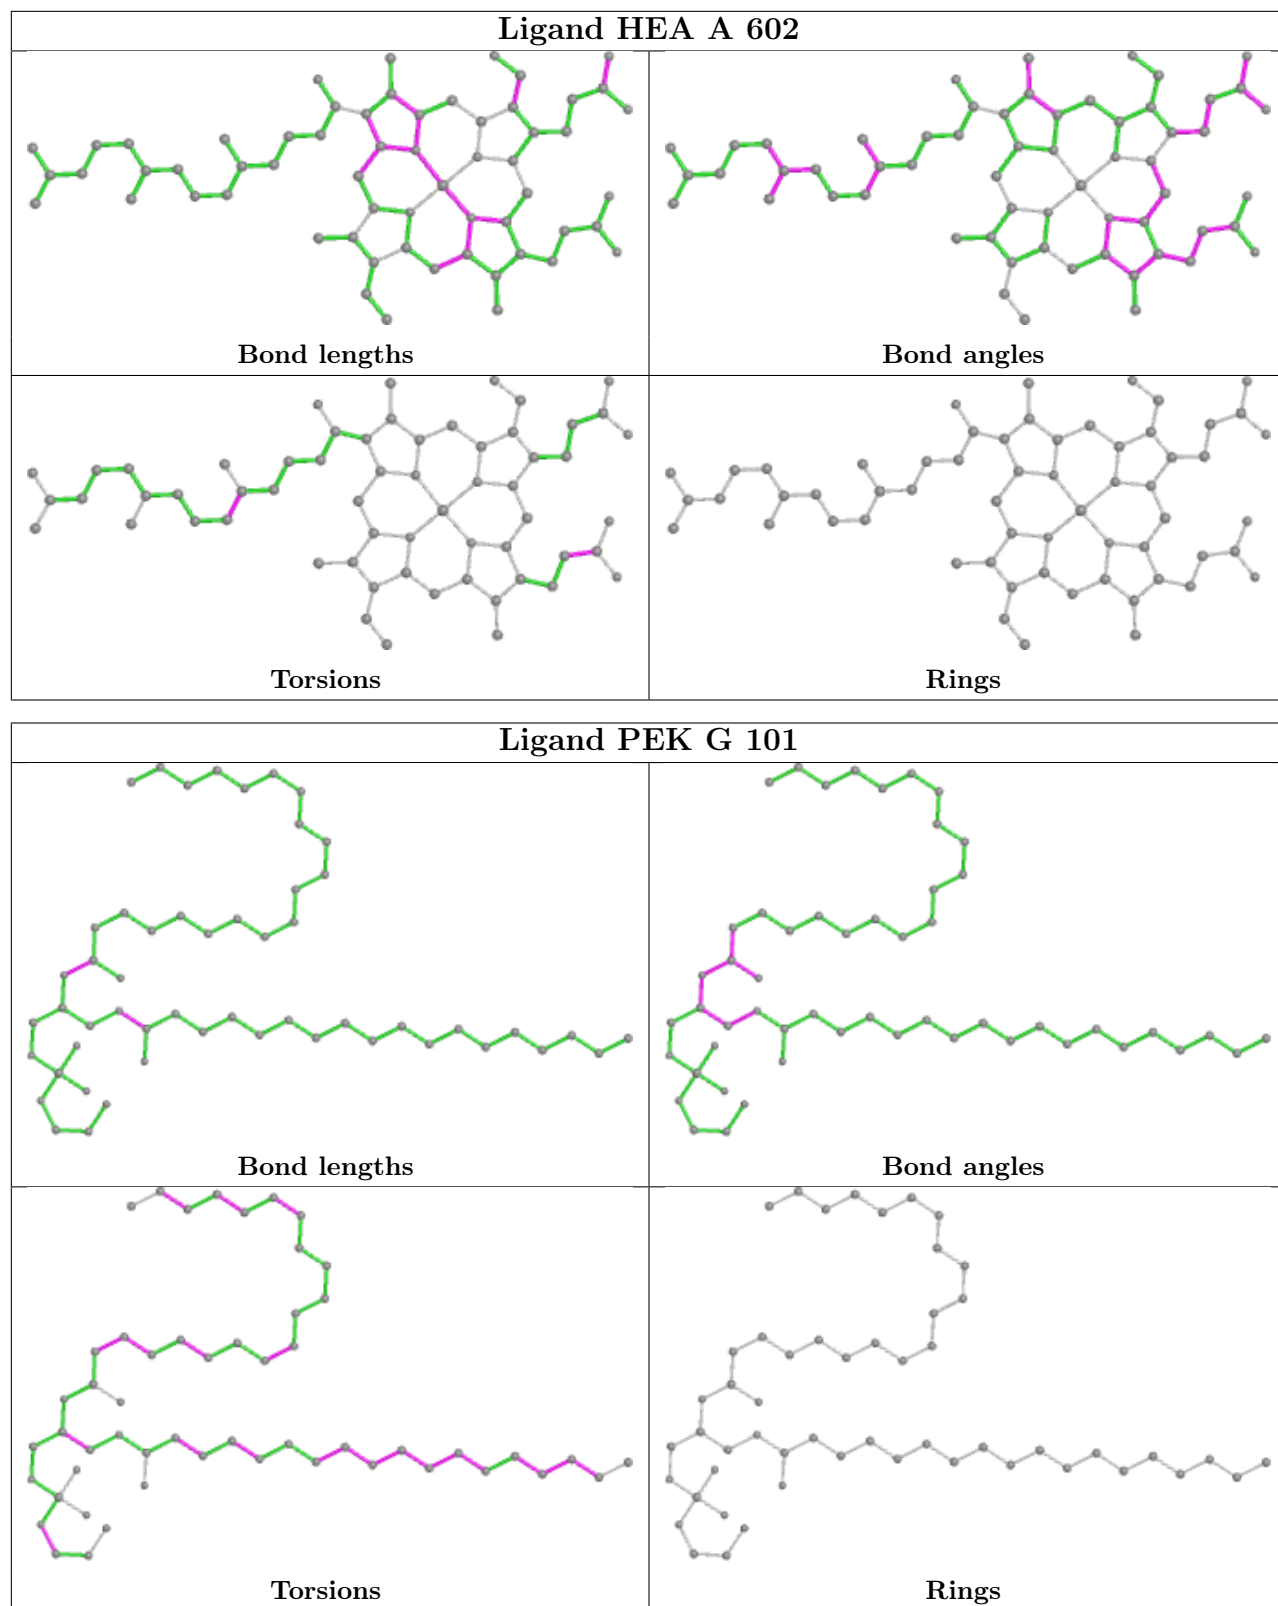 Ligand HEA A 602
Bond lengths
Bond angles
Torsions
Rings
Ligand PEK G 101
Bond lengths
Bond angles
Torsions
Rings